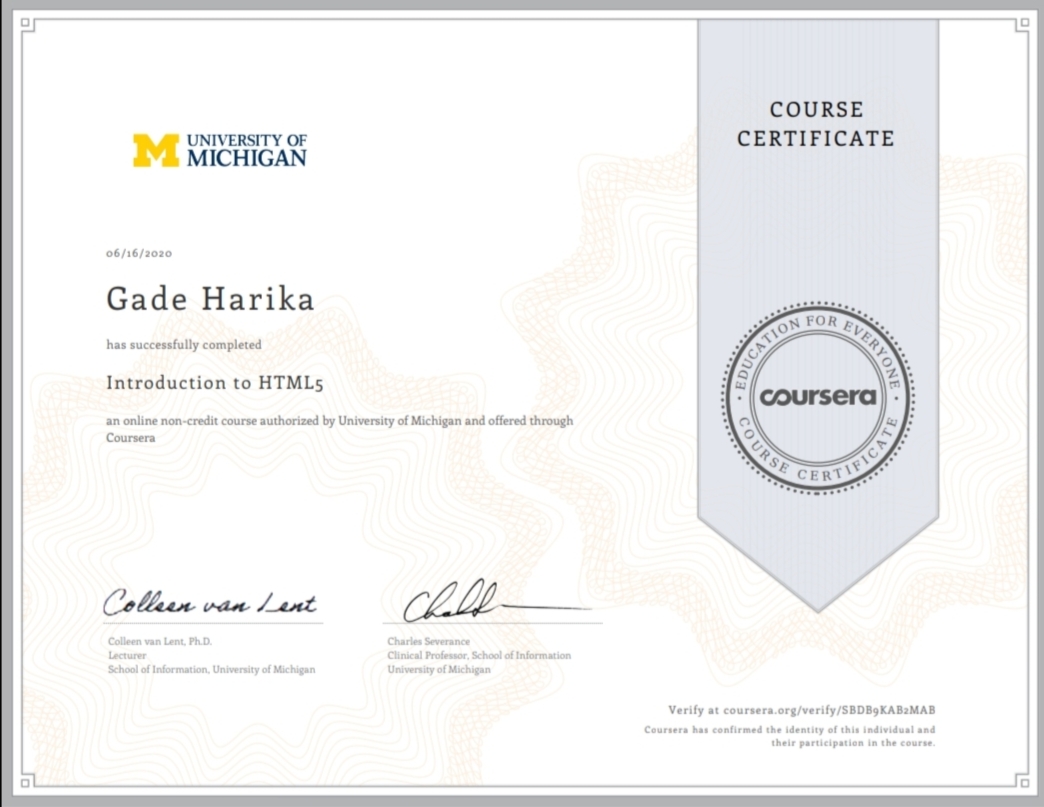 UNIVERSITY OF
MICHIGAN
COURSE
CERTIFICATE
06/16/2020
Gade Harika
has successfully completed
Introduction to HTML5
an online non-credit course authorized by University of Michigan and offered through
Coursera
EDUCATION FOR EVERYONE
coursera
COURSE CERTIFICATE
Colleen van Lent
Colleen van Lent, Ph.D.
Lecturer
School of Information, University of Michigan
Charles Severance
Clinical Professor, School of Information
University of Michigan
Verify at coursera.org/verify/SBDB9KAB2MAB
Coursera has confirmed the identity of this individual and
their participation in the course.